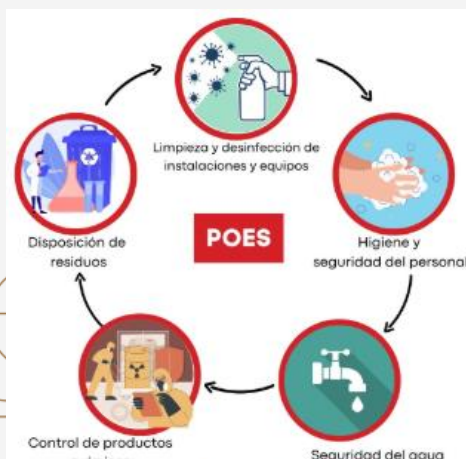 Limpieza y desinfección de
instalaciones y equipos
Higiene y
seguridad del personal
Seguridad del agua
Control de productos
Disposición de
residuos
POES